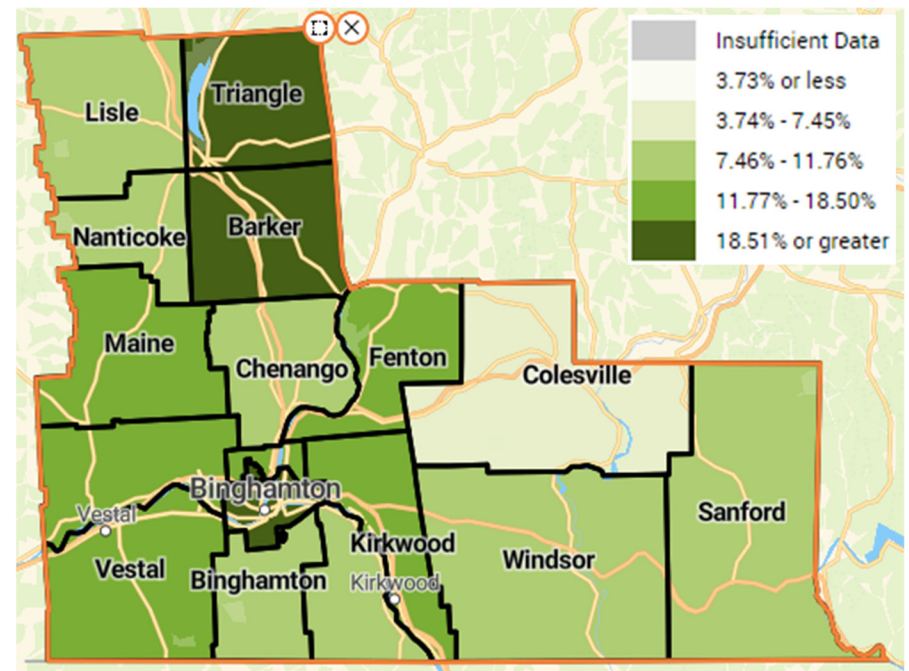 Insufficient Data
3.73% or less
3.74% - 7.45%
7.46% - 11.76%
11.77% - 18.50%
18.51% or greater
Triangle
Lisle
Barker
Nanticoke
Maine
Chenango
Fenton
Colesville
Binghamton
Vestal
Sanford
Kirkwood
Windsor
Vestal
Binghamton
Kirkwood